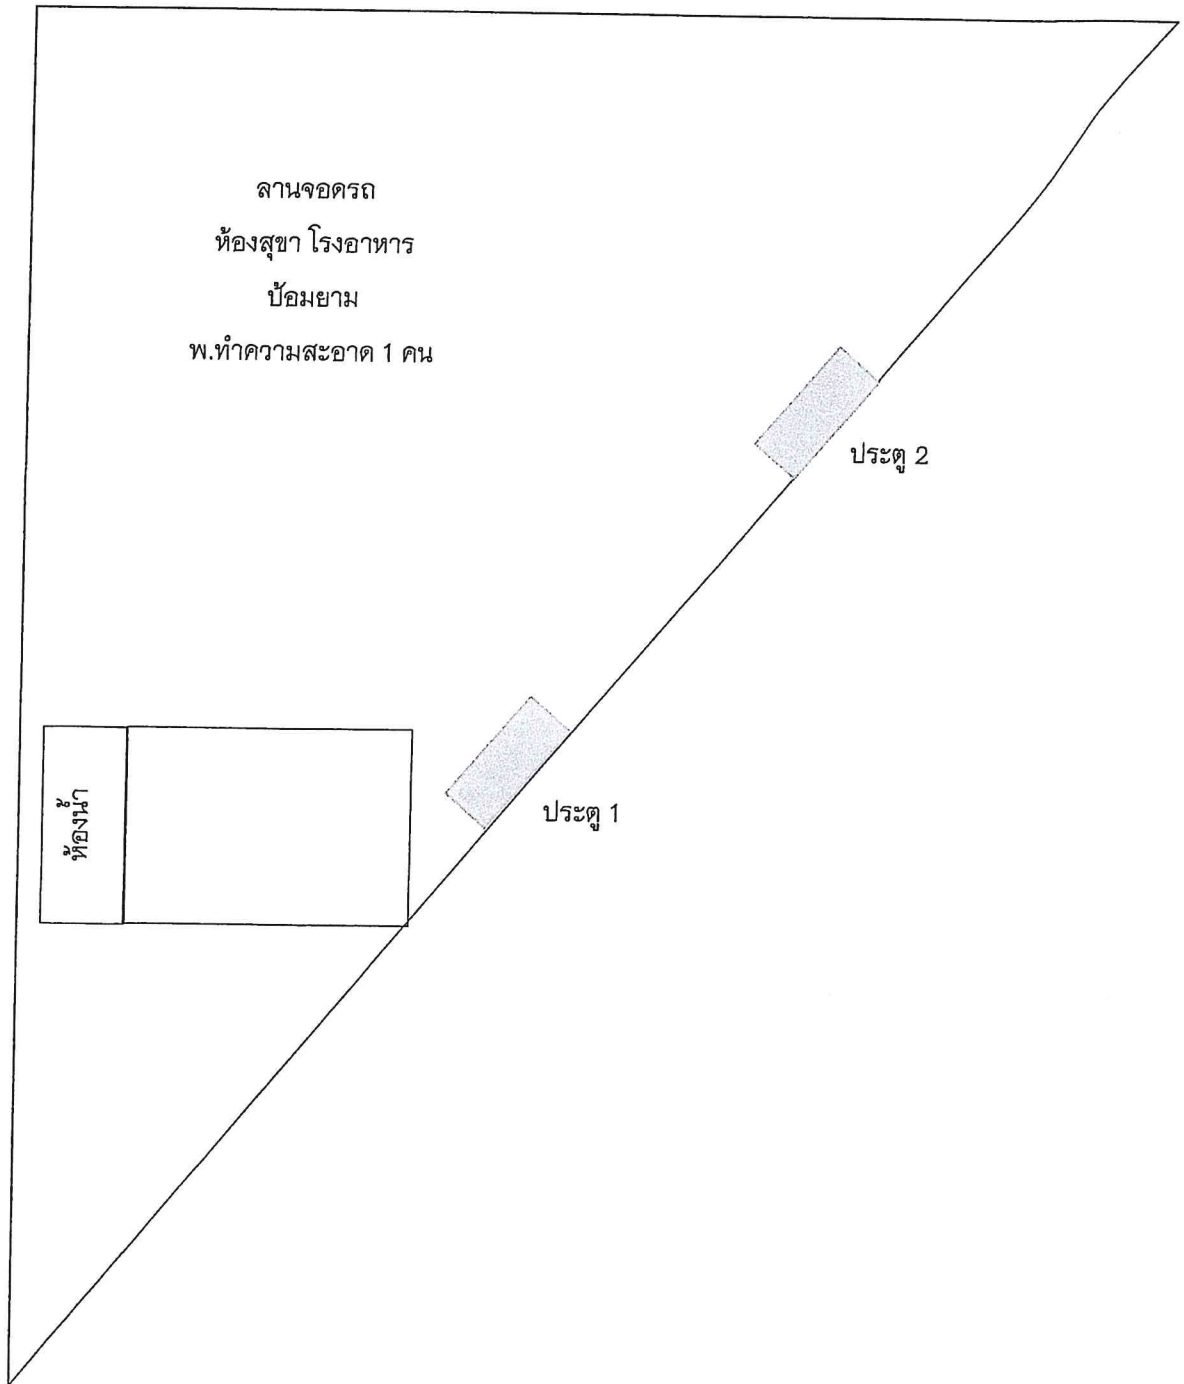 ลานจอดรถ
ห้องสุขา โรงอาหาร
ป้อมยาม
พ.ทำความสะอาด 1 คน
ประตู 2
ประตู 1
ห้องน้ำ